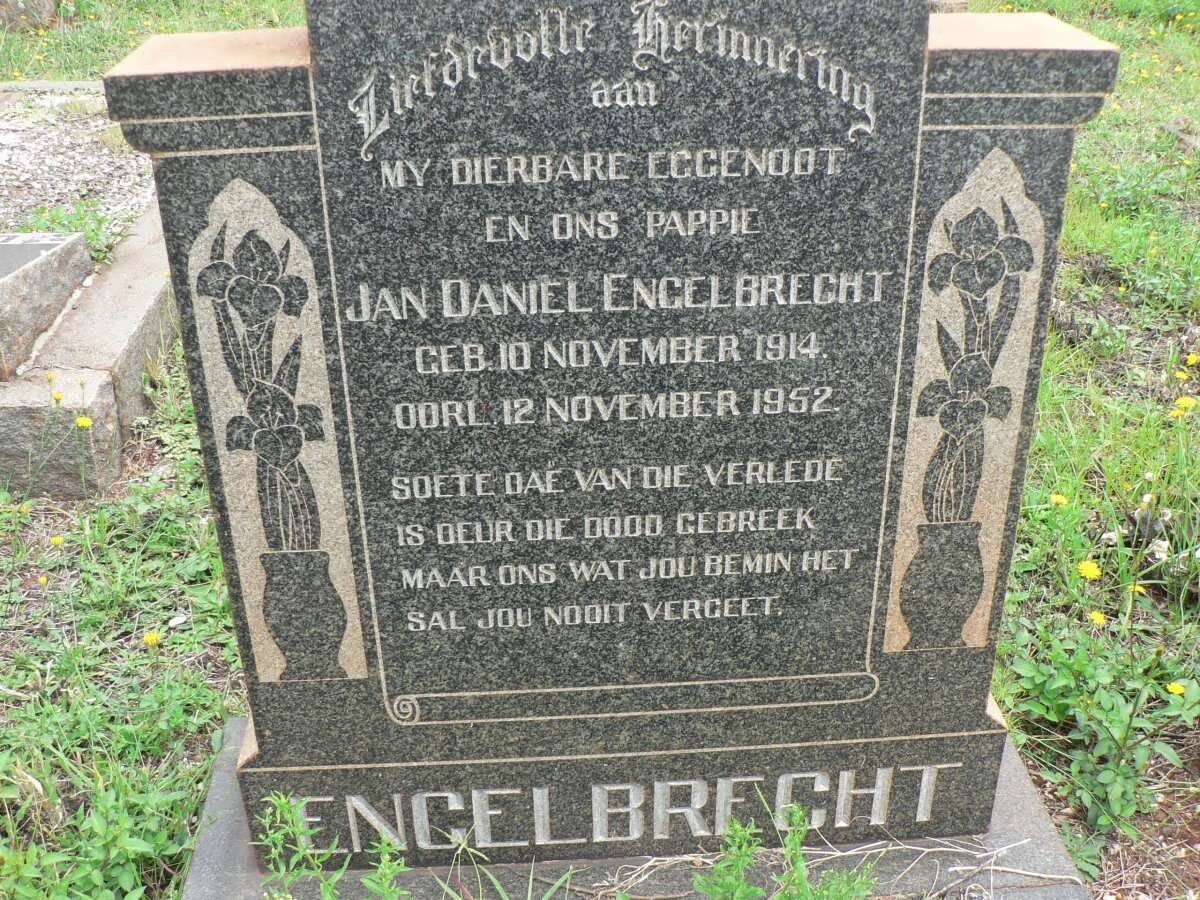 Liefdevolle Herinnering
aan
MY DIERBARE EGGENOOT
EN ONS PAPPIE
JAN DANIEL ENGELBRECHT
GEB. 10 NOVEMBER 1914.
OORL. 12 NOVEMBER 1952.
SOETE DAË VAN DIE VERLEDE
IS DEUR DIE DOOD GEBREEK
MAAR ONS WAT JOU BEMIN HET
SAL JOU NOOIT VERGEET.
ENGELBRECHT